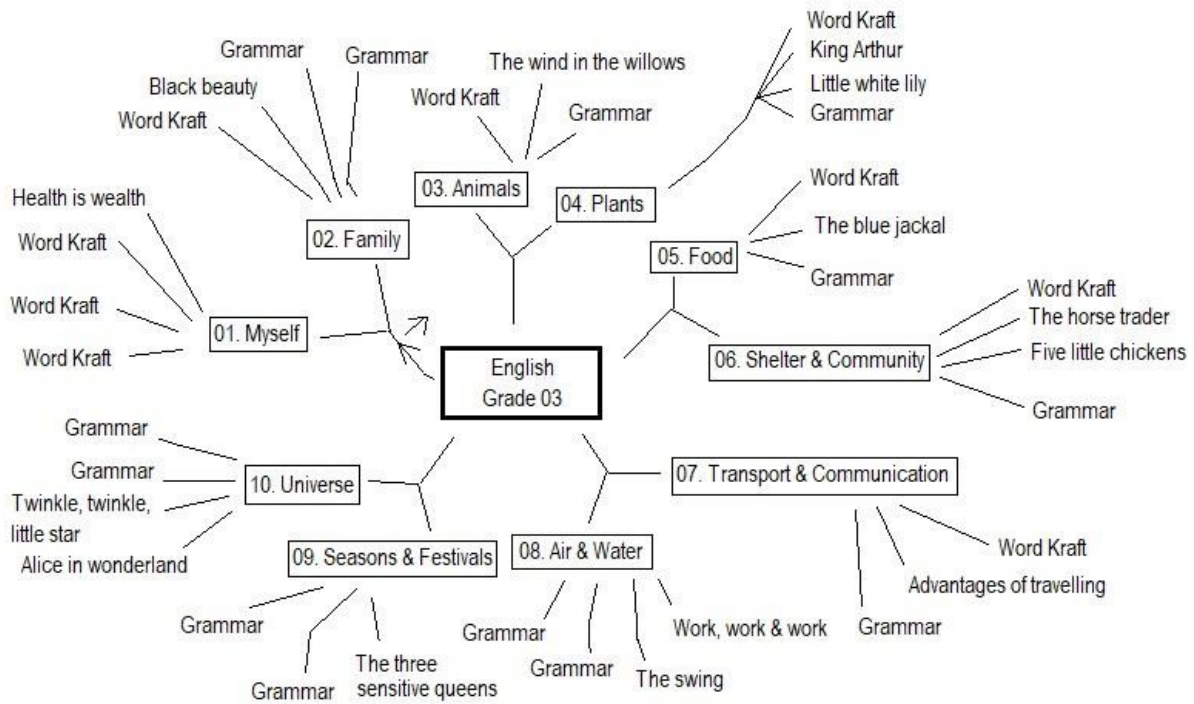 English
Grade 03
01. Myself
Health is wealth
Word Kraft
Word Kraft
Word Kraft
02. Family
Word Kraft
Black beauty
Grammar
Grammar
03. Animals
Word Kraft
The wind in the willows
Grammar
04. Plants
Word Kraft
King Arthur
Little white lily
Grammar
05. Food
Word Kraft
The blue jackal
Grammar
06. Shelter & Community
Word Kraft
The horse trader
Five little chickens
Grammar
07. Transport & Communication
Word Kraft
Advantages of travelling
Grammar
08. Air & Water
Work, work & work
The swing
Grammar
Grammar
09. Seasons & Festivals
The three
sensitive queens
Grammar
Grammar
10. Universe
Grammar
Grammar
Twinkle, twinkle,
little star
Alice in wonderland